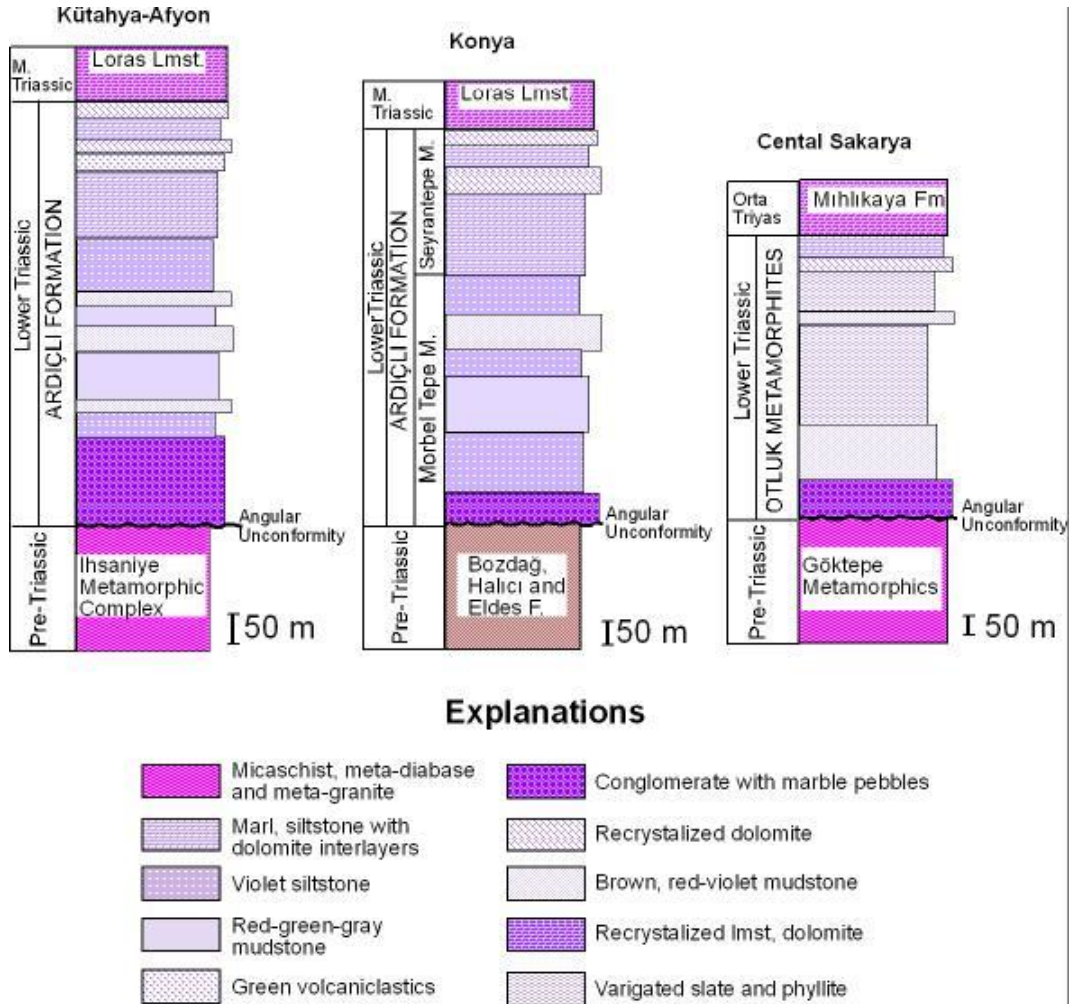 Kütahya-Afyon
M.
Triassic
Loras Lmst.
Lower Triassic
ARDIÇLI FORMATION
Angular
Unconformity
Pre-Triassic
Ihsaniye
Metamorphic
Complex
50 m
Konya
M.
Triassic
Loras Lmst.
LowerTriassic
ARDIÇLI FORMATION
Seyrantepe M.
Morbel Tepe M.
Angular
Unconformity
Pre-Triassic
Bozdağ,
Halıcı and
Eldes F.
50 m
Cental Sakarya
Orta
Triyas
Mıhlıkaya Fm
Lower Triassic
OTLUK METAMORPHITES
Angular
Unconformity
Pre-Triassic
Göktepe
Metamorphics
50 m
Explanations
Micaschist, meta-diabase
and meta-granite
Marl, siltstone with
dolomite interlayers
Violet siltstone
Red-green-gray
mudstone
Green volcaniclastics
Conglomerate with marble pebbles
Recrystalized dolomite
Brown, red-violet mudstone
Recrystalized lmst, dolomite
Varigated slate and phyllite